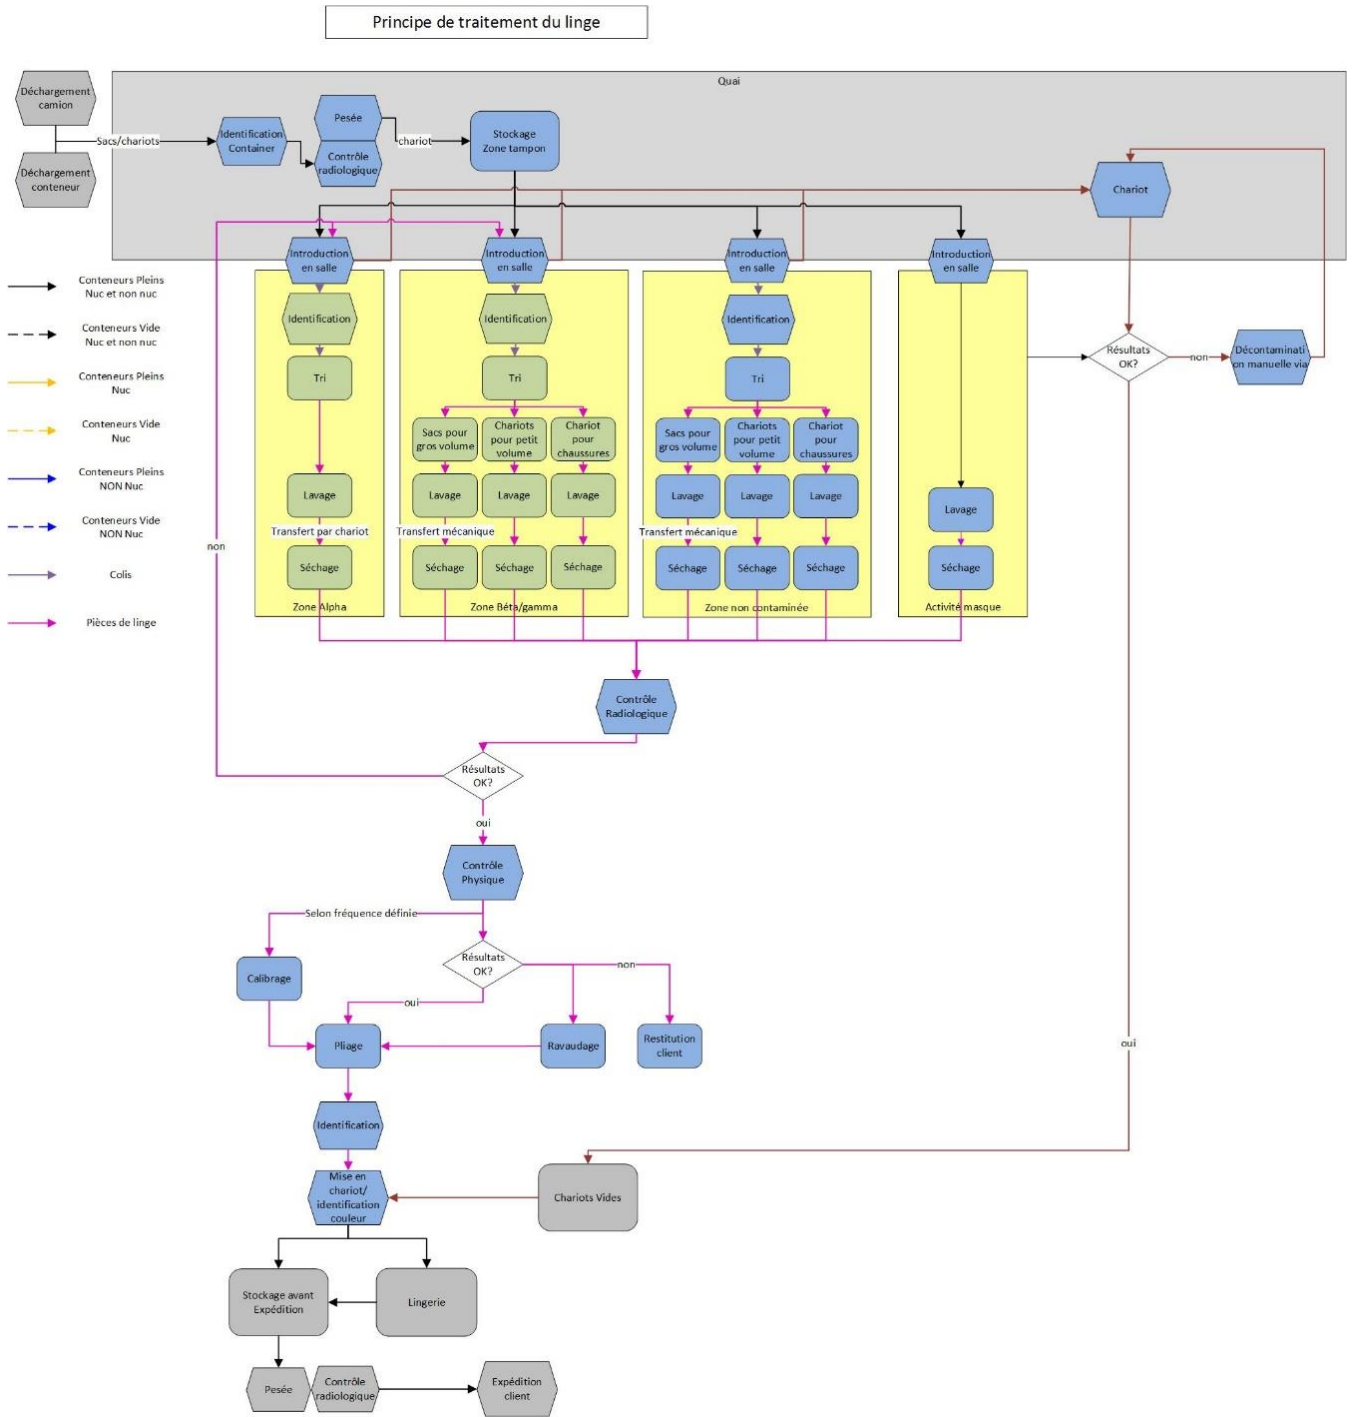 Principe de traitement du linge
Quai
Déchargement
camion
Déchargement
conteneur
Sacs/chariots
Identification
Container
Pesée
Contrôle
radiologique
chariot
Stockage
Zone tampon
Chariot
Introduction
en salle
Introduction
en salle
Introduction
en salle
Introduction
en salle
Conteneurs Pleins
Nuc et non nuc
Conteneurs Vide
Nuc et non nuc
Conteneurs Pleins
Nuc
Conteneurs Vide
Nuc
Conteneurs Pleins
NON Nuc
Conteneurs Vide
NON Nuc
Colis
Pièces de linge
Identification
Tri
Lavage
Transfert par chariot
Séchage
Zone Alpha
Identification
Tri
Sacs pour
gros volume
Chariots
pour petit
volume
Chariot
pour
chaussures
Lavage
Lavage
Lavage
Transfert mécanique
Séchage
Séchage
Séchage
Zone Béta/gamma
Identification
Tri
Sacs pour
gros volume
Chariots
pour petit
volume
Chariot
pour
chaussures
Lavage
Lavage
Lavage
Transfert mécanique
Séchage
Séchage
Séchage
Zone non contaminée
Lavage
Séchage
Activité masque
Résultats
OK?
non
Décontaminati
on manuelle via
non
Contrôle
Radiologique
Résultats
OK?
oui
Contrôle
Physique
Selon fréquence définie
Résultats
OK?
non
oui
Calibrage
Pliage
Ravaudage
Restitution
client
oui
Identification
Mise en
chariot/
identification
couleur
Chariots Vides
Stockage avant
Expédition
Lingerie
Pesée
Contrôle
radiologique
Expédition
client